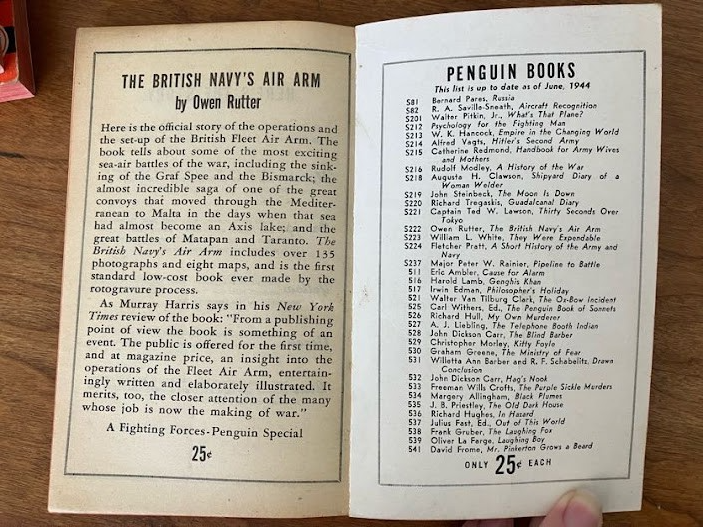 THE BRITISH NAVY'S AIR ARM
by Owen Rutter
Here is the official story of the operations and
the set-up of the British Fleet Air Arm. The
book tells about some of the most exciting
sea-air battles of the war, including the sink-
ing of the Graf Spee and the Bismarck; the
almost incredible saga of one of the great
convoys that moved through the Mediter-
ranean to Malta in the days when that sea
had almost become an Axis lake; and the
great battles of Matapan and Taranto. The
British Navy's Air Arm includes over 135
photographs and eight maps, and is the first
standard low-cost book ever made by the
rotogravure process.
As Murray Harris says in his New York
Times review of the book: "From a publishing
point of view the book is something of an
event. The public is offered for the first time,
and at magazine price, an insight into the
operations of the Fleet Air Arm, entertain-
ingly written and elaborately illustrated. It
merits, too, the closer attention of the many
whose job is now the making of war."
A Fighting Forces-Penguin Special
25¢
PENGUIN BOOKS
This list is up to date as of June, 1944
S81 Bernard Pares, Russia
S82 R. A. Saville-Sneath, Aircraft Recognition
S201 Walter Pitkin, Jr., What's That Plane?
S212 Psychology for the Fighting Man
S213 W. K. Hancock, Empire in the Changing World
S214 Alfred Vagts, Hitler's Second Army
S215 Catherine Redmond, Handbook for Army Wives
and Mothers
S216 Rudolf Modley, A History of the War
S218 Augusta H. Clawson, Shipyard Diary of a
Woman Welder
S219 John Steinbeck, The Moon Is Down
S220 Richard Tregaskis, Guadalcanal Diary
S221 Captain Ted W. Lawson, Thirty Seconds Over
Tokyo
S222 Owen Rutter, The British Navy's Air Arm
S223 William L. White, They Were Expendable
S224 Fletcher Pratt, A Short History of the Army and
Navy
S237 Major Peter W. Rainier, Pipeline to Battle
511 Eric Ambler, Cause for Alarm
516 Harold Lamb, Genghis Khan
517 Irwin Edman, Philosopher's Holiday
521 Walter Van Tilburg Clark, The Ox-Bow Incident
525 Carl Withers, Ed., The Penguin Book of Sonnets
526 Richard Hull, My Own Murderer
527 A. J. Liebling, The Telephone Booth Indian
528 John Dickson Carr, The Blind Barber
529 Christopher Morley, Kitty Foyle
530 Graham Greene, The Ministry of Fear
531 Willetta Ann Barber and R. F. Schabelitz, Drawn
Conclusion
532 John Dickson Carr, Hag's Nook
533 Freeman Wills Crofts, The Purple Sickle Murders
534 Margery Allingham, Black Plumes
535 J. B. Priestley, The Old Dark House
536 Richard Hughes, In Hazard
537 Julius Fast, Ed., Out of This World
538 Frank Gruber, The Laughing Fox
539 Oliver La Farge, Laughing Boy
541 David Frome, Mr. Pinkerton Grows a Beard
ONLY 25¢ EACH